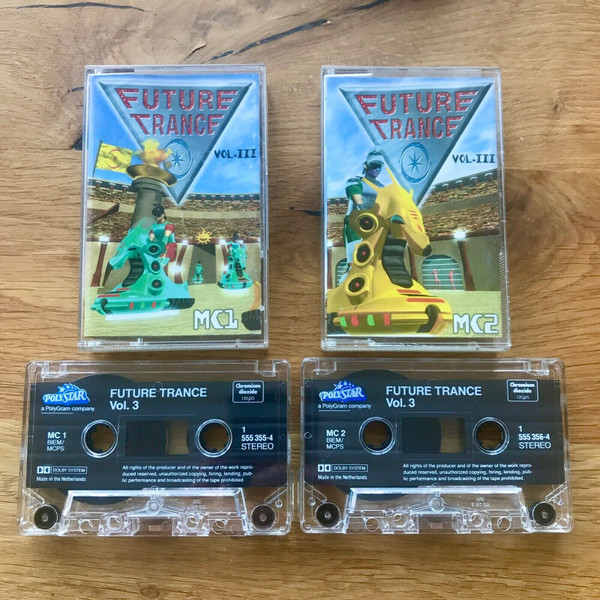 FUTURE
TRANCE
VOL-III
MC1
FUTURE
TRANCE
VOL-III
MC2
POLYSTAR
a PolyGram company
FUTURE TRANCE
Vol. 3
Chromium
dioxide
120µS
MC 1
BEM/
MCPS
1
555 355-4
STEREO
DOLBY SYSTEM
Made in the Netherlands
All rights of the producer and of the owner of the work repro-
duced reserved, unauthorized copying, hiring, lending, pub-
lic performance and broadcasting of the tape prohibited.
POLYSTAR
a PolyGram company
FUTURE TRANCE
Vol. 3
Chromium
dioxide
120µS
MC 2
BEM/
MCPS
1
555 356-4
STEREO
DOLBY SYSTEM
Made in the Netherlands
All rights of the producer and of the owner of the work repro-
duced reserved, unauthorized copying, hiring, lending, pub-
lic performance and broadcasting of the tape prohibited.